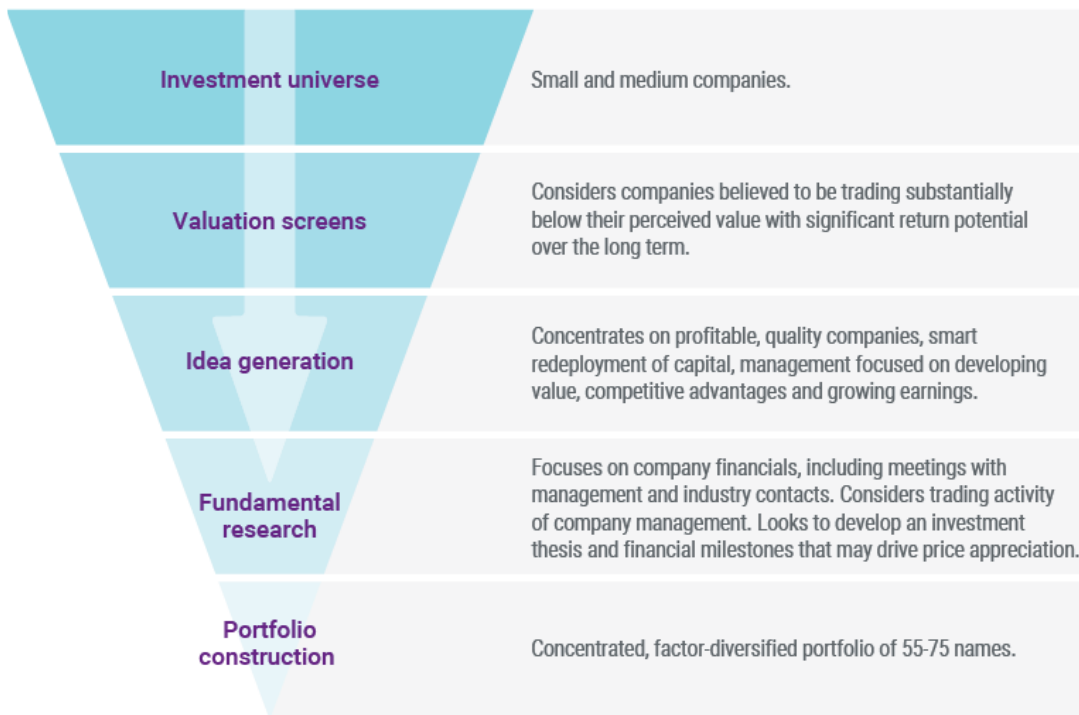 Investment universe
Small and medium companies.
Valuation screens
Considers companies believed to be trading substantially
below their perceived value with significant return potential
over the long term.
Idea generation
Concentrates on profitable, quality companies, smart
redeployment of capital, management focused on developing
value, competitive advantages and growing earnings.
Fundamental
research
Focuses on company financials, including meetings with
management and industry contacts. Considers trading activity
of company management. Looks to develop an investment
thesis and financial milestones that may drive price appreciation.
Portfolio
construction
Concentrated, factor-diversified portfolio of 55-75 names.